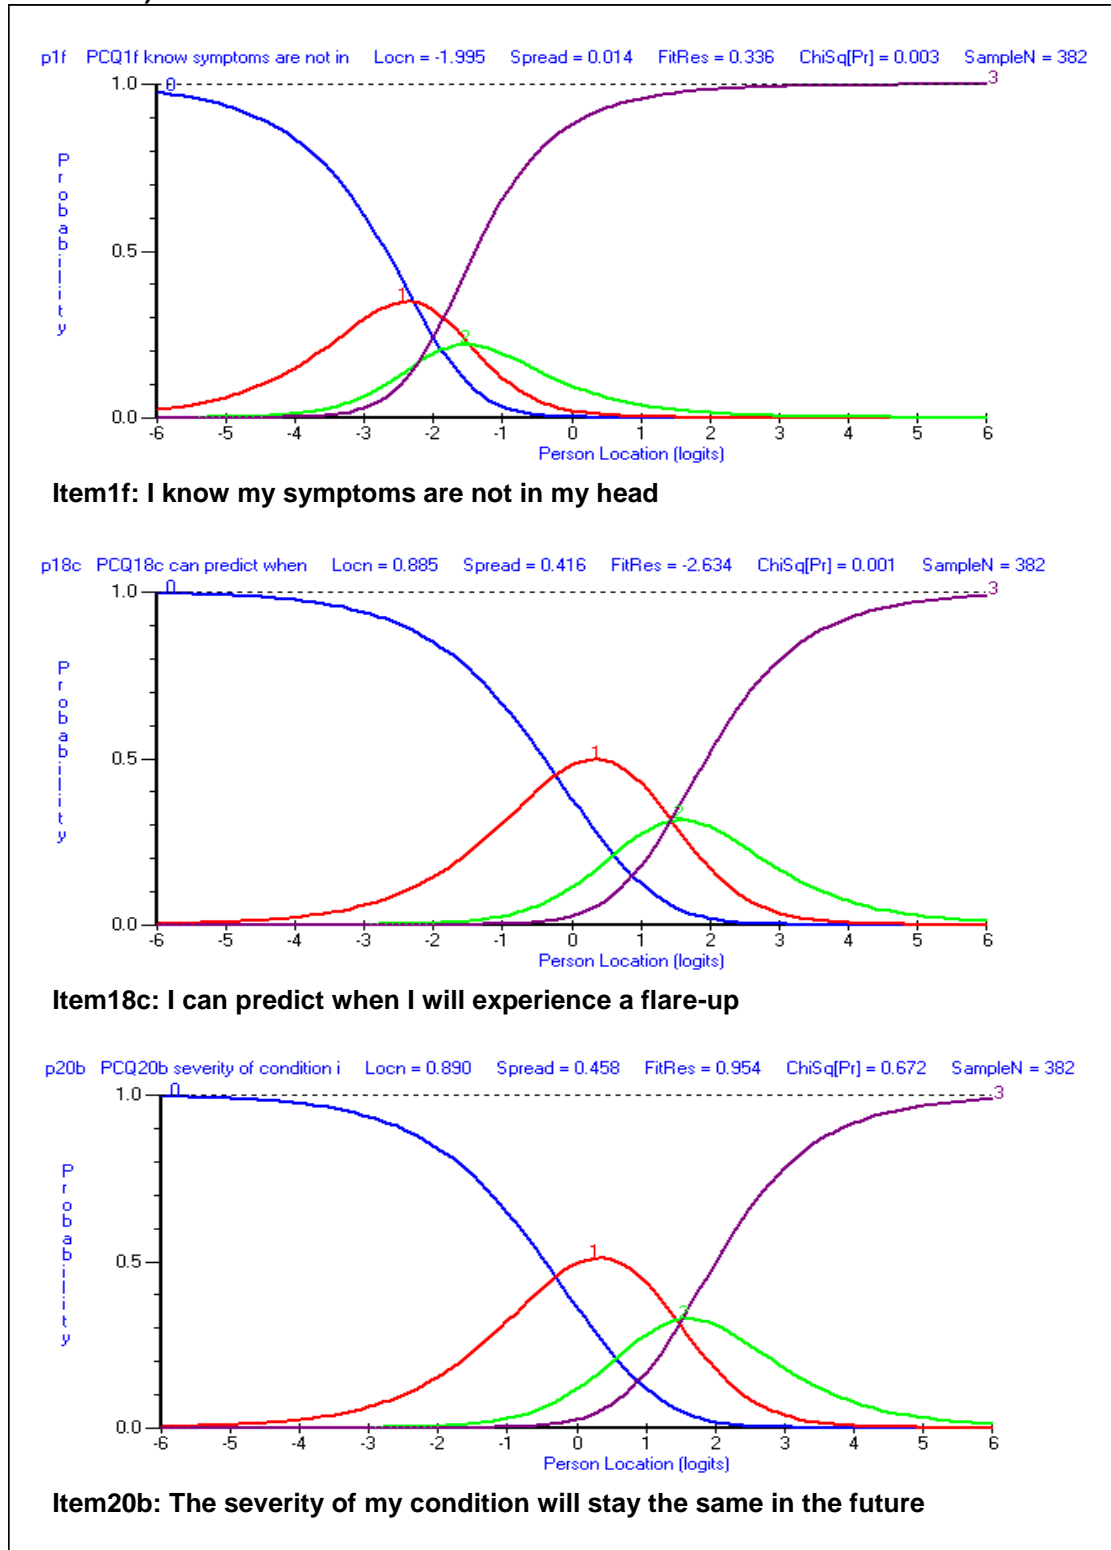 p1f PCQ1f know symptoms are not in Locn = -1.995 Spread = 0.014 FitRes = 0.336 ChiSq[Pr] = 0.003 SampleN = 382
1.0 0 3
Probability
0.5
1
2
0.0
-6 -5 -4 -3 -2 -1 0 1 2 3 4 5 6
Person Location (logits)
Item1f: I know my symptoms are not in my head
p18c PCQ18c can predict when Locn = 0.885 Spread = 0.416 FitRes = -2.634 ChiSq[Pr] = 0.001 SampleN = 382
1.0 0 3
Probability
0.5
1
2
0.0
-6 -5 -4 -3 -2 -1 0 1 2 3 4 5 6
Person Location (logits)
Item18c: I can predict when I will experience a flare-up
p20b PCQ20b severity of condition i Locn = 0.890 Spread = 0.458 FitRes = 0.954 ChiSq[Pr] = 0.672 SampleN = 382
1.0 0 3
Probability
0.5
1
2
0.0
-6 -5 -4 -3 -2 -1 0 1 2 3 4 5 6
Person Location (logits)
Item20b: The severity of my condition will stay the same in the future